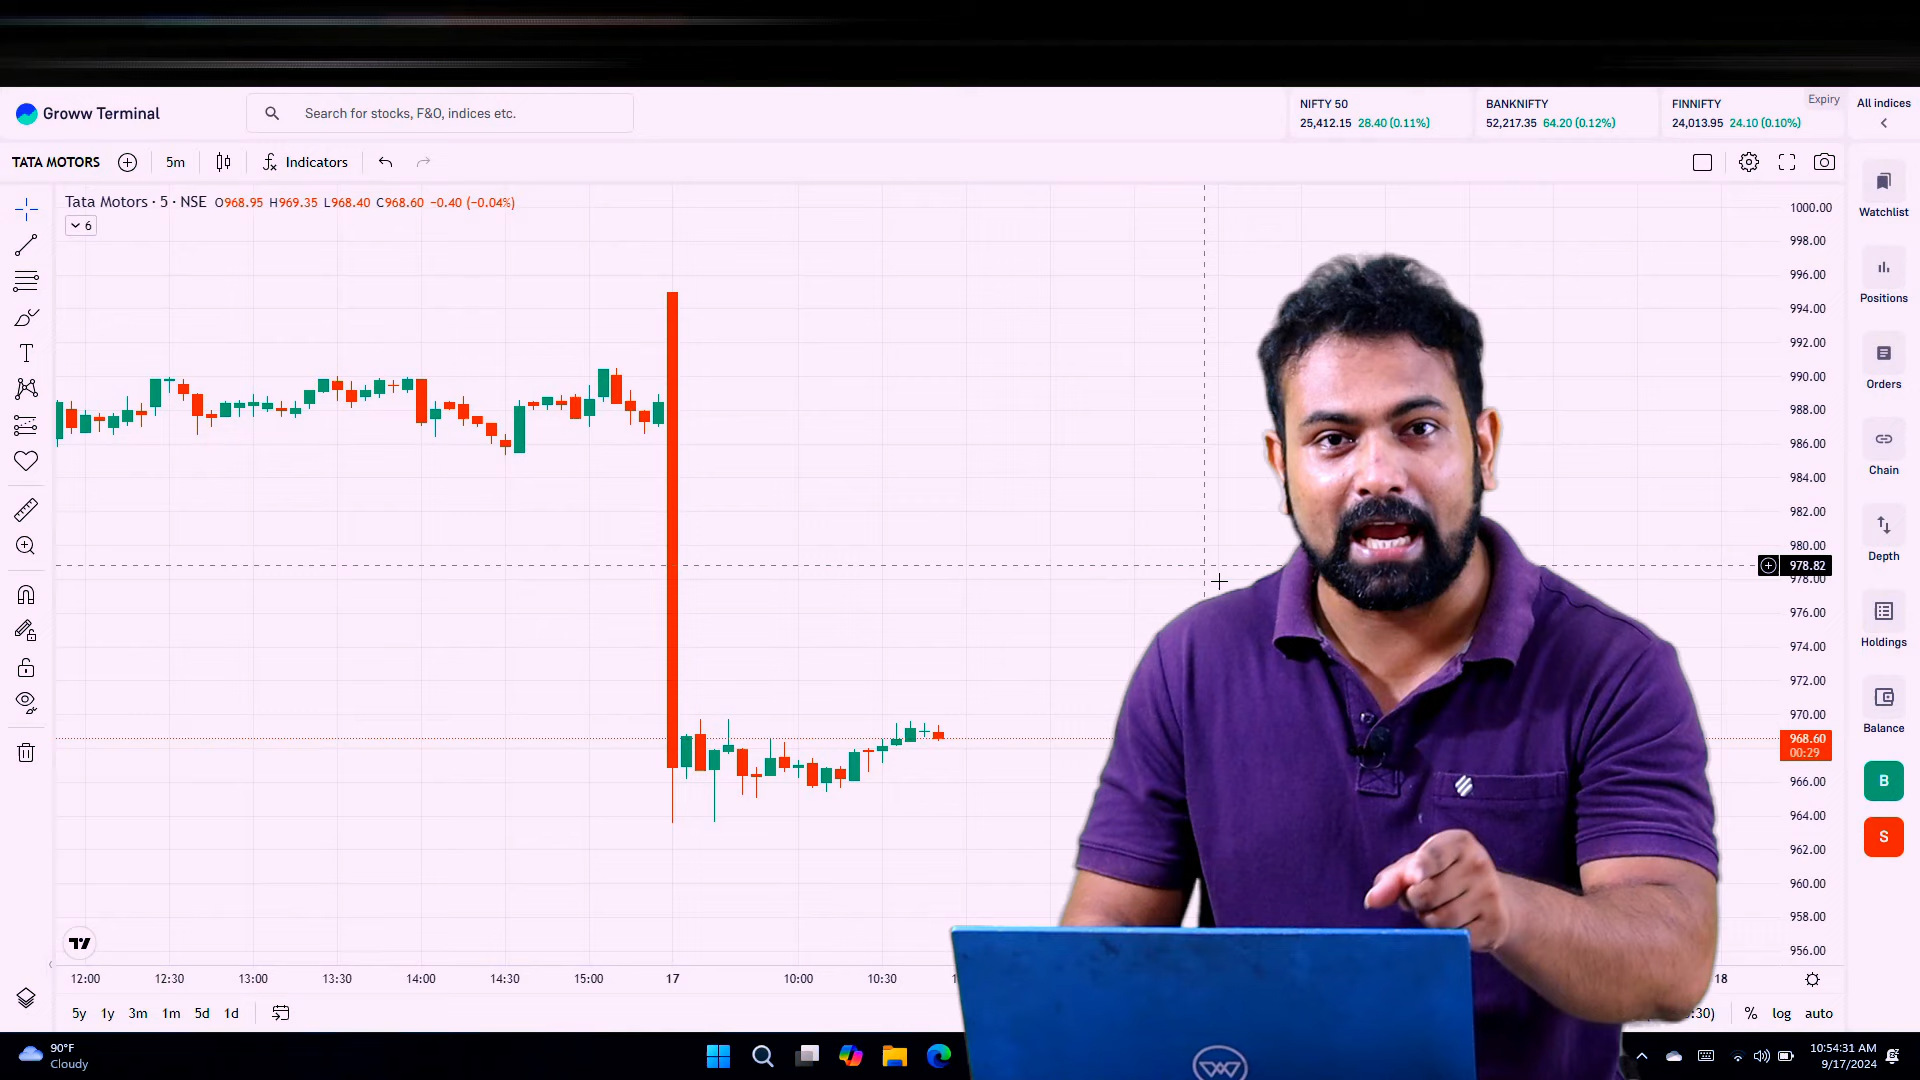 Groww Terminal
Search for stocks, F&O, indices etc.
NIFTY 50
25,412.15 28.40 (0.11%)
BANKNIFTY
52,217.35 64.20 (0.12%)
FINNIFTY
Expiry
24,013.95 24.10 (0.10%)
All indices
TATA MOTORS
5m
Indicators
Tata Motors · 5 · NSE O968.95 H969.35 L968.40 C968.60 −0.40 (−0.04%)
6
1000.00
998.00
996.00
994.00
992.00
990.00
988.00
986.00
984.00
982.00
980.00
978.82
978.00
976.00
974.00
972.00
970.00
968.60
00:29
966.00
964.00
962.00
960.00
958.00
956.00
Watchlist
Positions
Orders
Chain
Depth
Holdings
Balance
B
S
12:00 12:30 13:00 13:30 14:00 14:30 15:00 17 10:00 10:30 18
5y 1y 3m 1m 5d 1d
:30) % log auto
90°F
Cloudy
10:54:31 AM
9/17/2024